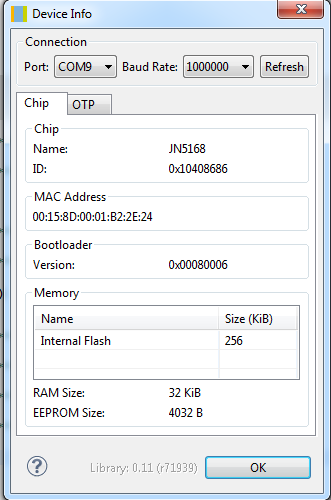 Device Info
Connection
Port: COM9 Baud Rate: 1000000 Refresh
Chip OTP
Chip
Name: JN5168
ID: 0x10408686
MAC Address
00:15:8D:00:01:B2:2E:24
Bootloader
Version: 0x00080006
Memory
Name Size (KiB)
Internal Flash 256
RAM Size: 32 KiB
EEPROM Size: 4032 B
? Library: 0.11 (r71939) OK